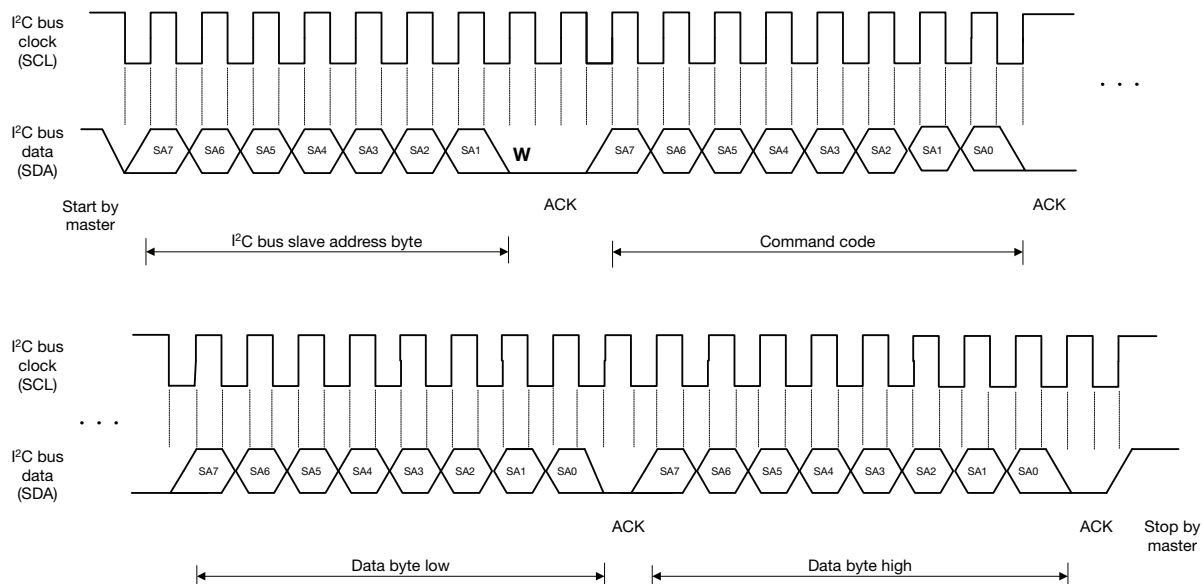 I²C bus
clock
(SCL)
. . .
I²C bus
data
(SDA)
SA7 SA6 SA5 SA4 SA3 SA2 SA1 W SA7 SA6 SA5 SA4 SA3 SA2 SA1 SA0
Start by
master
ACK ACK
I²C bus slave address byte Command code
I²C bus
clock
(SCL)
. . .
I²C bus
data
(SDA)
SA7 SA6 SA5 SA4 SA3 SA2 SA1 SA0 SA7 SA6 SA5 SA4 SA3 SA2 SA1 SA0
ACK ACK Stop by
master
Data byte low Data byte high